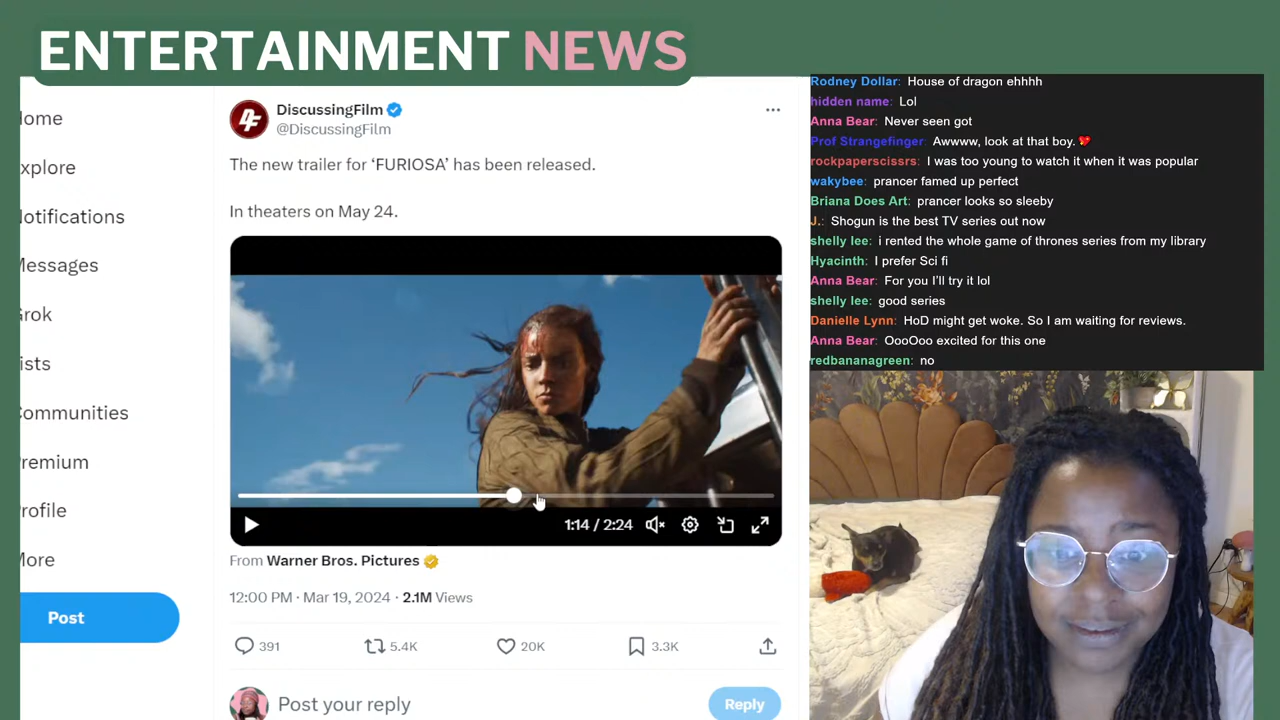 ENTERTAINMENT NEWS
ome
xplore
otifications
essages
rok
ists
ommunities
remium
rofile
More
Post
DiscussingFilm
@DiscussingFilm
The new trailer for ‘FURIOSA’ has been released.
In theaters on May 24.
1:14 / 2:24
From Warner Bros. Pictures
12:00 PM · Mar 19, 2024 · 2.1M Views
391 5.4K 20K 3.3K
Post your reply
Reply
Rodney Dollar: House of dragon ehhhh
hidden name: Lol
Anna Bear: Never seen got
Prof Strangefinger: Awwww, look at that boy.
rockpaperscissrs: I was too young to watch it when it was popular
wakybee: prancer famed up perfect
Briana Does Art: prancer looks so sleeby
J.: Shogun is the best TV series out now
shelly lee: i rented the whole game of thrones series from my library
Hyacinth: I prefer Sci fi
Anna Bear: For you I’ll try it lol
shelly lee: good series
Danielle Lynn: HoD might get woke. So I am waiting for reviews.
Anna Bear: OooOoo excited for this one
redbananagreen: no